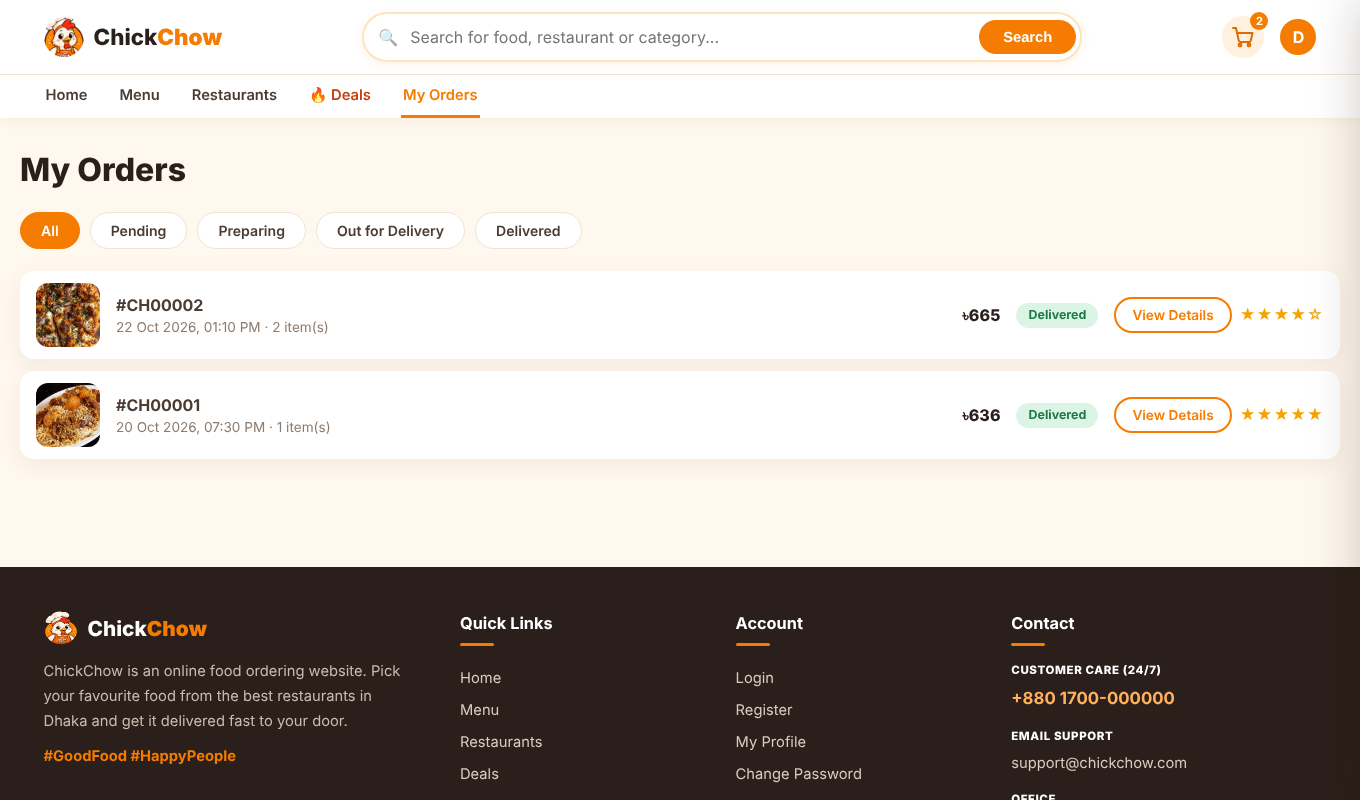 ChickChow
Search for food, restaurant or category...
Search
2
D
Home
Menu
Restaurants
🔥 Deals
My Orders
My Orders
All
Pending
Preparing
Out for Delivery
Delivered
#CH00002
22 Oct 2026, 01:10 PM · 2 item(s)
৳665
Delivered
View Details
★★★★☆
#CH00001
20 Oct 2026, 07:30 PM · 1 item(s)
৳636
Delivered
View Details
★★★★★
ChickChow
ChickChow is an online food ordering website. Pick
your favourite food from the best restaurants in
Dhaka and get it delivered fast to your door.
#GoodFood #HappyPeople
Quick Links
Home
Menu
Restaurants
Deals
Account
Login
Register
My Profile
Change Password
Contact
CUSTOMER CARE (24/7)
+880 1700-000000
EMAIL SUPPORT
support@chickchow.com
OFFICE